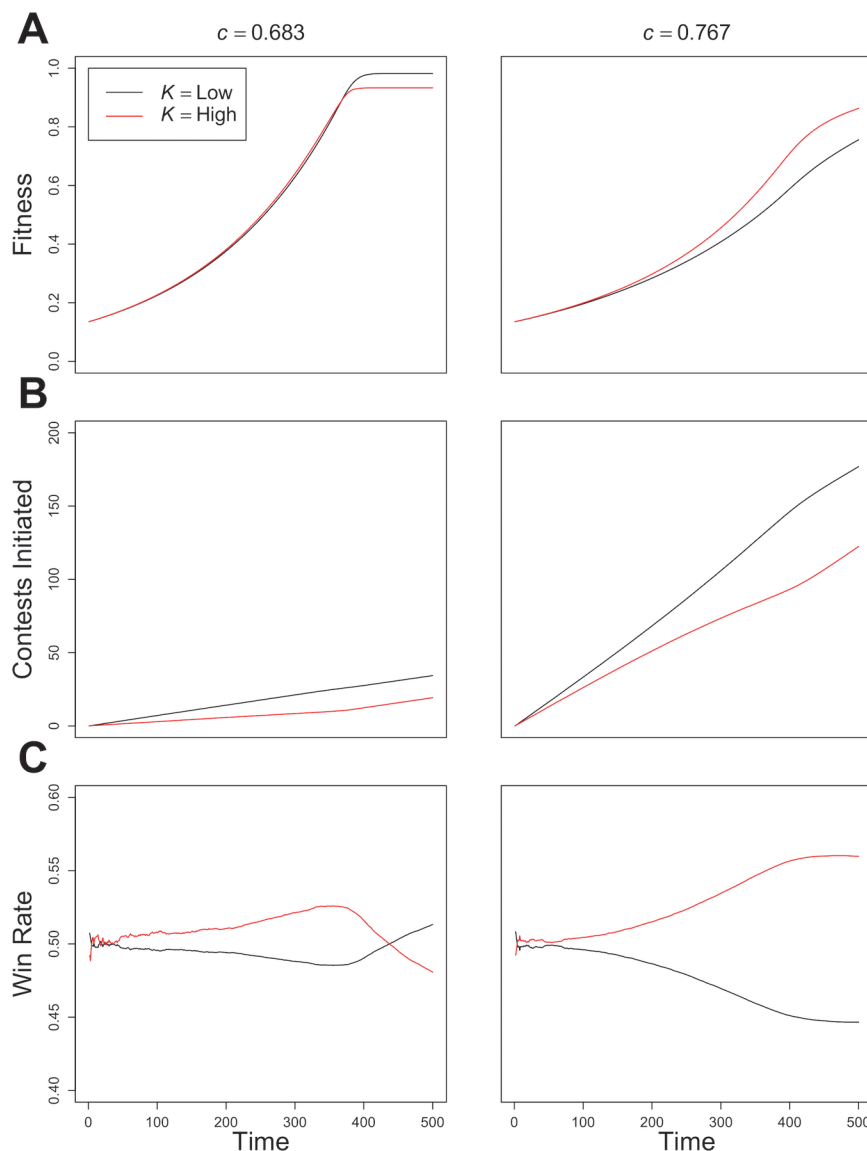 A
c = 0.683
c = 0.767
K = Low
K = High
Fitness
1.0
0.8
0.6
0.4
0.2
0.0
B
Contests Initiated
200
150
100
50
0
C
Win Rate
0.60
0.55
0.50
0.45
0.40
0 100 200 300 400 500
0 100 200 300 400 500
Time
Time